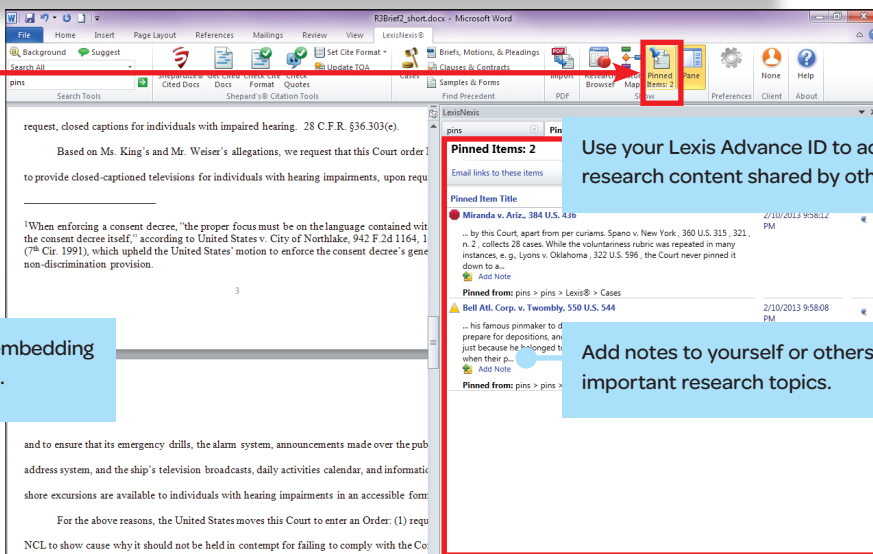 R3Brief2_short.docx - Microsoft Word
File Home Insert Page Layout References Mailings Review View LexisNexis®
Background Suggest
Search All
pins
Search Tools
Shepardize® Get Cited Check Cite Check
Cited Docs Docs Format Quotes
Set Cite Format
Update TOA
Shepard's® Citation Tools
Cases
Briefs, Motions, & Pleadings
Clauses & Contracts
Samples & Forms
Find Precedent
Import
PDF
Research
Browser Map
Pinned
Items: 2
Pane
Show
Preferences
None
Client
Help
About
request, closed captions for individuals with impaired hearing. 28 C.F.R. §36.303(e).
Based on Ms. King's and Mr. Weiser's allegations, we request that this Court order
to provide closed-captioned televisions for individuals with hearing impairments, upon requ
1When enforcing a consent decree, "the proper focus must be on the language contained wit
the consent decree itself," according to United States v. City of Northlake, 942 F.2d 1164, 1
(7th Cir. 1991), which upheld the United States' motion to enforce the consent decree's gene
non-discrimination provision.
3
mbedding
.
and to ensure that its emergency drills, the alarm system, announcements made over the pub
address system, and the ship's television broadcasts, daily activities calendar, and informatio
shore excursions are available to individuals with hearing impairments in an accessible form
For the above reasons, the United States moves this Court to enter an Order: (1) requ
NCL to show cause why it should not be held in contempt for failing to comply with the Co
LexisNexis
pins Pin
Pinned Items: 2
Email links to these items
Use your Lexis Advance ID to ac
research content shared by oth
Pinned Item Title
Miranda v. Ariz., 384 U.S. 436 2/10/2013 9:58:12
PM
... by this Court, apart from per curiams. Spano v. New York , 360 U.S. 315 , 321 ,
n. 2 , collects 28 cases. While the voluntariness rubric was repeated in many
instances, e. g., Lyons v. Oklahoma , 322 U.S. 596 , the Court never pinned it
down to a...
Add Note
Pinned from: pins > pins > Lexis® > Cases
Bell Atl. Corp. v. Twombly, 550 U.S. 544 2/10/2013 9:58:08
PM
... his famous pinmaker to d
prepare for depositions, an
just because he belonged to
when their p...
Add Note
Pinned from: pins > pins >
Add notes to yourself or others
important research topics.